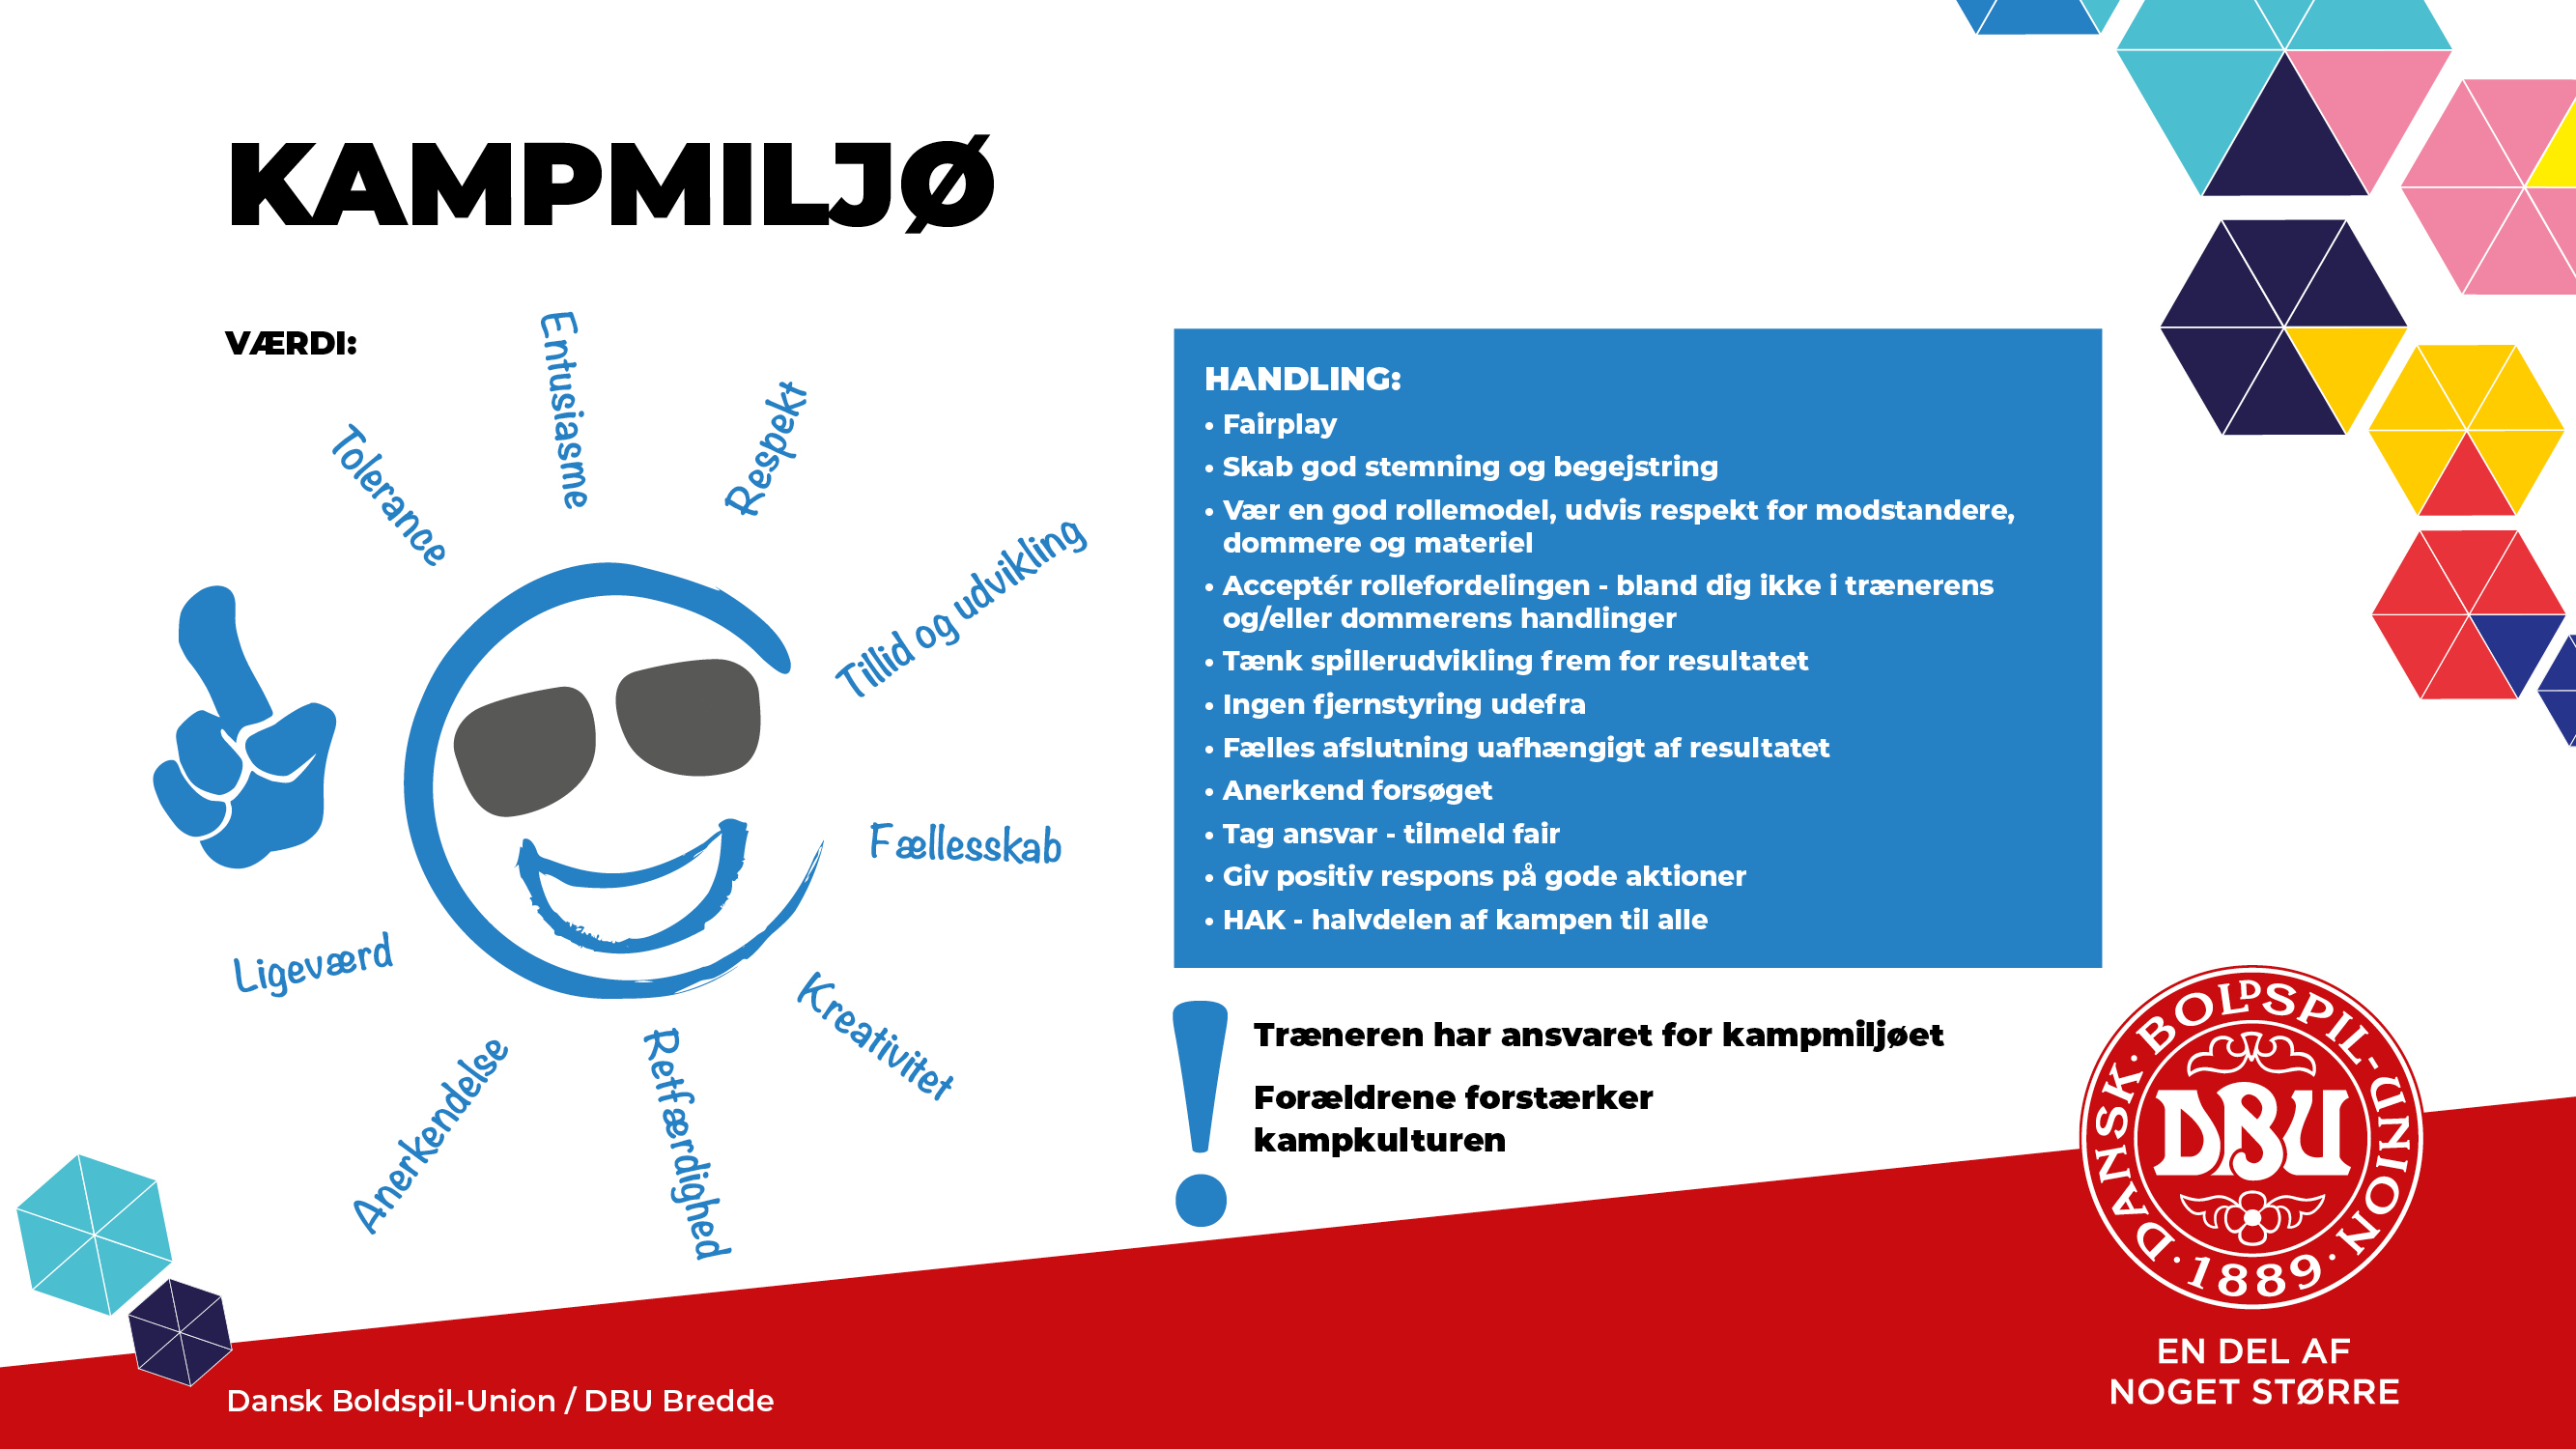 KAMPMILJØ
VÆRDI:
Tolerance
Entusiasme
Respekt
Tillid og udvikling
Fællesskab
Kreativitet
Retfærdighed
Anerkendelse
Ligeværd
HANDLING:
• Fairplay
• Skab god stemning og begejstring
• Vær en god rollemodel, udvis respekt for modstandere,
dommere og materiel
• Acceptér rollefordelingen - bland dig ikke i trænerens
og/eller dommerens handlinger
• Tænk spillerudvikling frem for resultatet
• Ingen fjernstyring udefra
• Fælles afslutning uafhængigt af resultatet
• Anerkend forsøget
• Tag ansvar - tilmeld fair
• Giv positiv respons på gode aktioner
• HAK - halvdelen af kampen til alle
! Træneren har ansvaret for kampmiljøet
Forældrene forstærker
kampkulturen
DANSK · BOLDSPIL-UNION · 1889 ·
DBU
EN DEL AF
NOGET STØRRE
Dansk Boldspil-Union / DBU Bredde